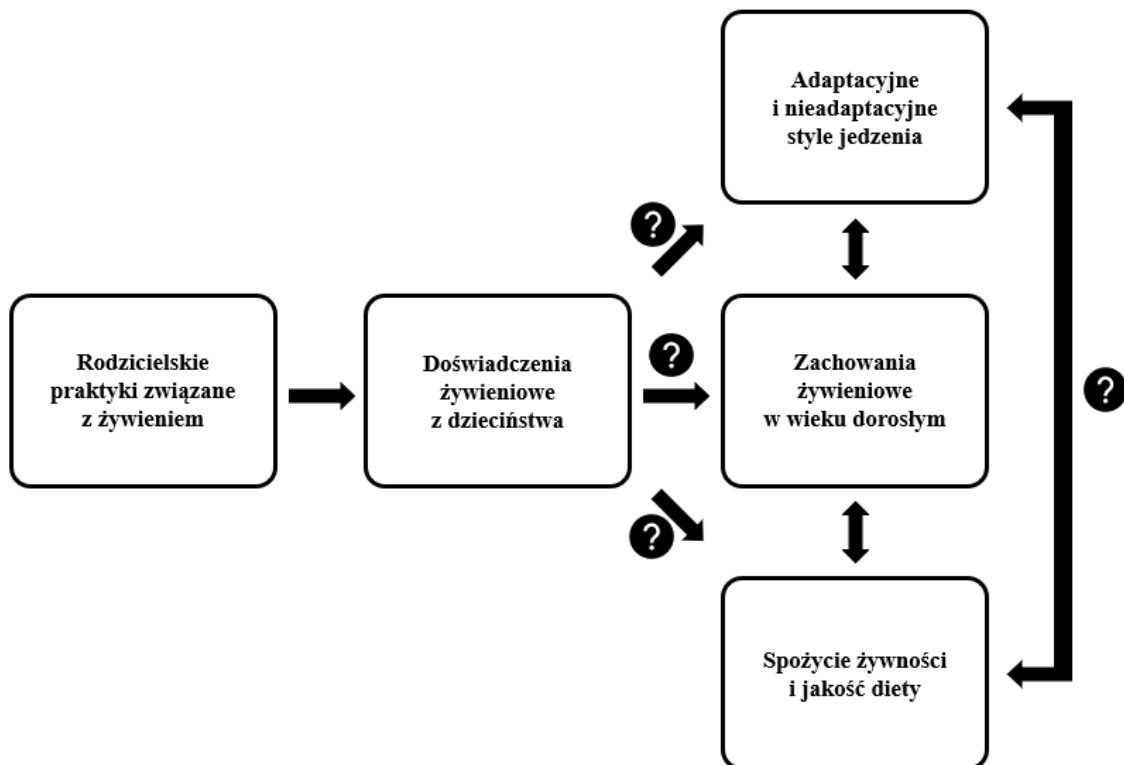 Adaptacyjne
i nieadaptacyjne
style jedzenia
?
Rodzicielskie
praktyki związane
z żywieniem
Doświadczenia
żywieniowe
z dzieciństwa
?
Zachowania
żywieniowe
w wieku dorosłym
?
?
Spożycie żywności
i jakość diety